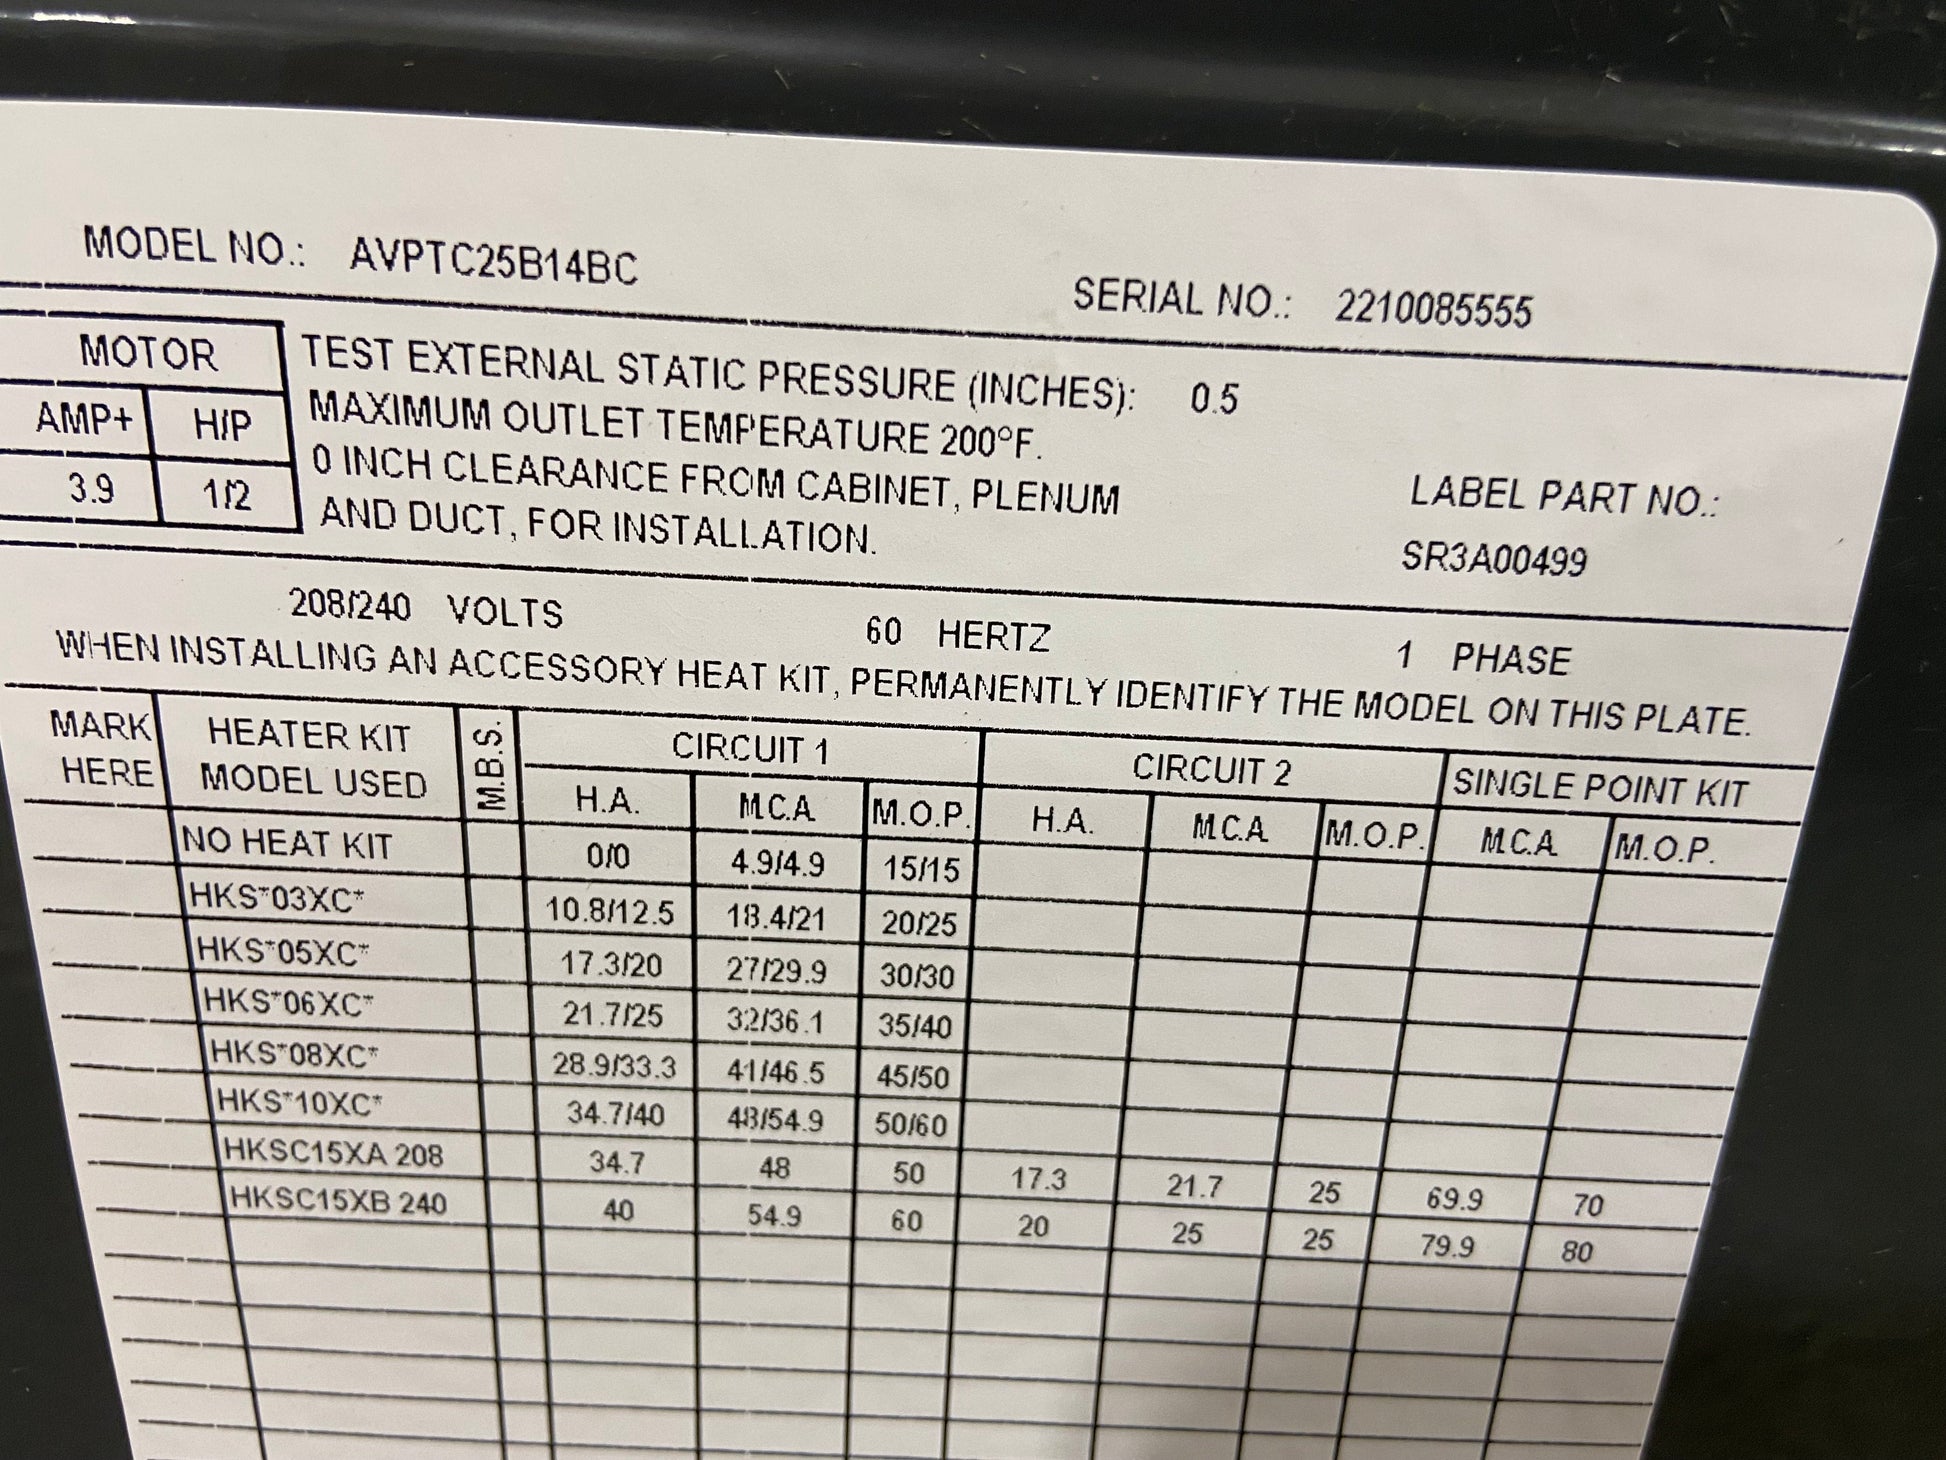 MODEL NO.: AVPTC25B14BC SERIAL NO.: 2210085555
MOTOR
AMP+ H/P
3.9 1/2
TEST EXTERNAL STATIC PRESSURE (INCHES): 0.5
MAXIMUM OUTLET TEMPERATURE 200°F.
0 INCH CLEARANCE FROM CABINET, PLENUM
AND DUCT, FOR INSTALLATION.
LABEL PART NO.:
SR3A00499
208/240 VOLTS 60 HERTZ 1 PHASE
WHEN INSTALLING AN ACCESSORY HEAT KIT, PERMANENTLY IDENTIFY THE MODEL ON THIS PLATE.
MARK HERE HEATER KIT MODEL USED M.B.S. CIRCUIT 1 CIRCUIT 2 SINGLE POINT KIT
H.A. M.C.A. M.O.P. H.A. M.C.A. M.O.P. M.C.A. M.O.P.
NO HEAT KIT 0/0 4.9/4.9 15/15
HKS*03XC* 10.8/12.5 18.4/21 20/25
HKS*05XC* 17.3/20 27/29.9 30/30
HKS*06XC* 21.7/25 32/36.1 35/40
HKS*08XC* 28.9/33.3 41/46.5 45/50
HKS*10XC* 34.7/40 48/54.9 50/60
HKSC15XA 208 34.7 48 50 17.3 21.7 25 69.9 70
HKSC15XB 240 40 54.9 60 20 25 25 79.9 80